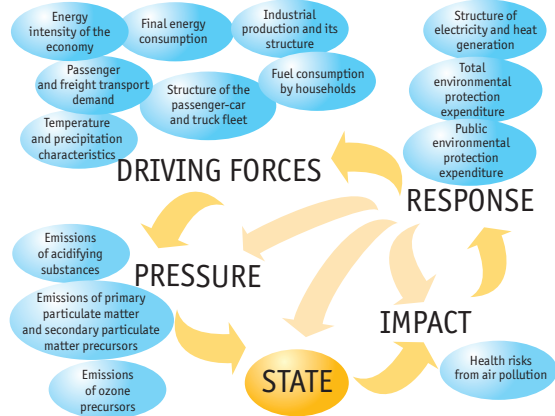 Energy
intensity of the
economy
Final energy
consumption
Industrial
production and its
structure
Passenger
and freight transport
demand
Structure of the
passenger-car
and truck fleet
Fuel consumption
by households
Temperature
and precipitation
characteristics
DRIVING FORCES
Structure of
electricity and heat
generation
Total
environmental
protection
expenditure
Public
environmental
protection
expenditure
RESPONSE
Emissions
of acidifying
substances
PRESSURE
Emissions of primary
particulate matter
and secondary particulate
matter precursors
Emissions
of ozone
precursors
STATE
IMPACT
Health risks
from air pollution